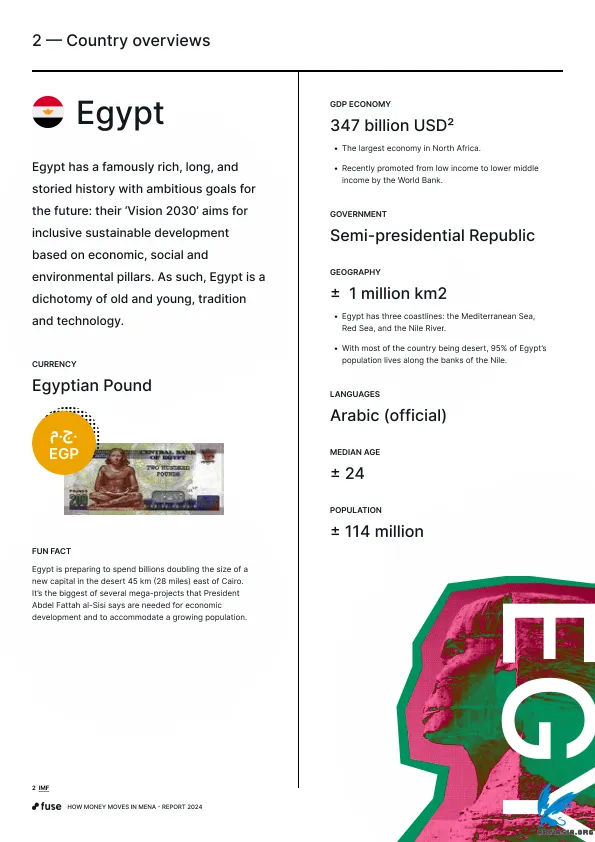 2 — Country overviews
Egypt
Egypt has a famously rich, long, and
storied history with ambitious goals for
the future: their ‘Vision 2030’ aims for
inclusive sustainable development
based on economic, social and
environmental pillars. As such, Egypt is a
dichotomy of old and young, tradition
and technology.
CURRENCY
Egyptian Pound
ج.م.
EGP
CENTRAL BANK
OF EGYPT
TWO HUNDRED
POUNDS
POUNDS
200
FUN FACT
Egypt is preparing to spend billions doubling the size of a
new capital in the desert 45 km (28 miles) east of Cairo.
It’s the biggest of several mega-projects that President
Abdel Fattah al-Sisi says are needed for economic
development and to accommodate a growing population.
GDP ECONOMY
347 billion USD²
• The largest economy in North Africa.
• Recently promoted from low income to lower middle
income by the World Bank.
GOVERNMENT
Semi-presidential Republic
GEOGRAPHY
± 1 million km2
• Egypt has three coastlines: the Mediterranean Sea,
Red Sea, and the Nile River.
• With most of the country being desert, 95% of Egypt’s
population lives along the banks of the Nile.
LANGUAGES
Arabic (official)
MEDIAN AGE
± 24
POPULATION
± 114 million
EGY
2 IMF
fuse HOW MONEY MOVES IN MENA - REPORT 2024